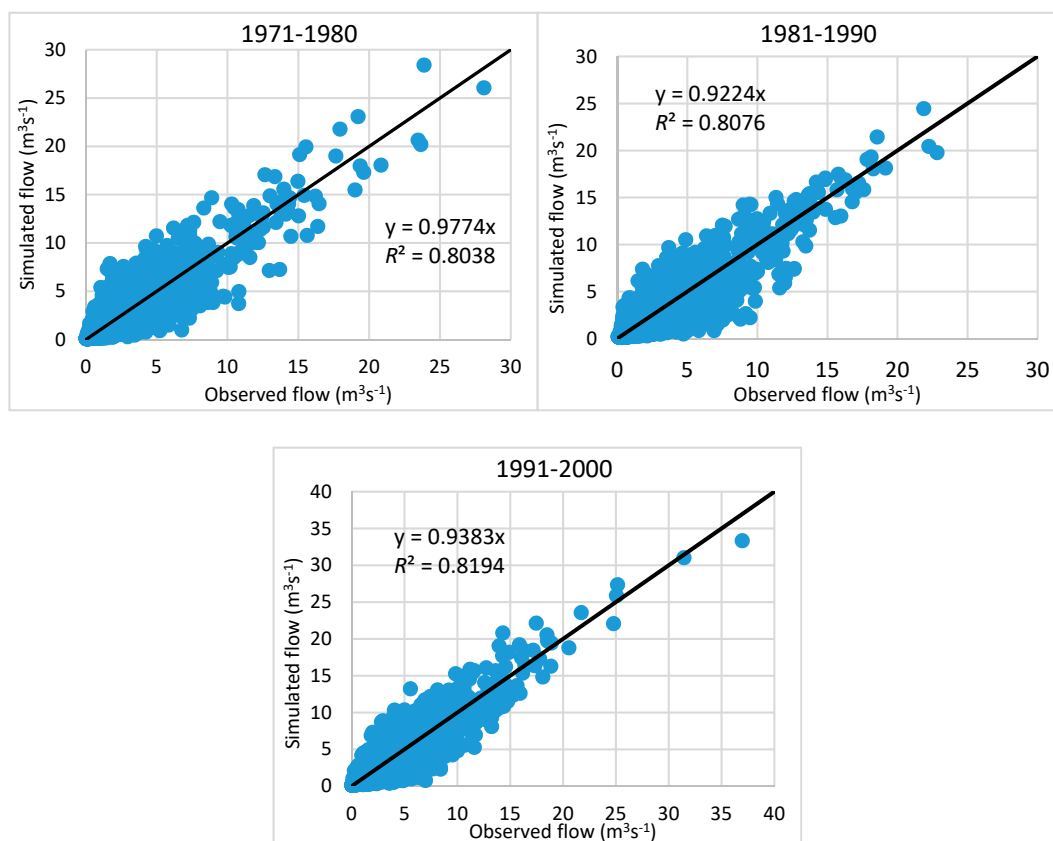 1971-1980
Simulated flow (m³s⁻¹)
30
25
20
15
10
5
0
y = 0.9774x
R² = 0.8038
0 5 10 15 20 25 30
Observed flow (m³s⁻¹)
1981-1990
Simulated flow (m³s⁻¹)
30
25
20
15
10
5
0
y = 0.9224x
R² = 0.8076
0 5 10 15 20 25 30
Observed flow (m³s⁻¹)
1991-2000
Simulated flow (m³s⁻¹)
40
35
30
25
20
15
10
5
0
y = 0.9383x
R² = 0.8194
0 5 10 15 20 25 30 35 40
Observed flow (m³s⁻¹)